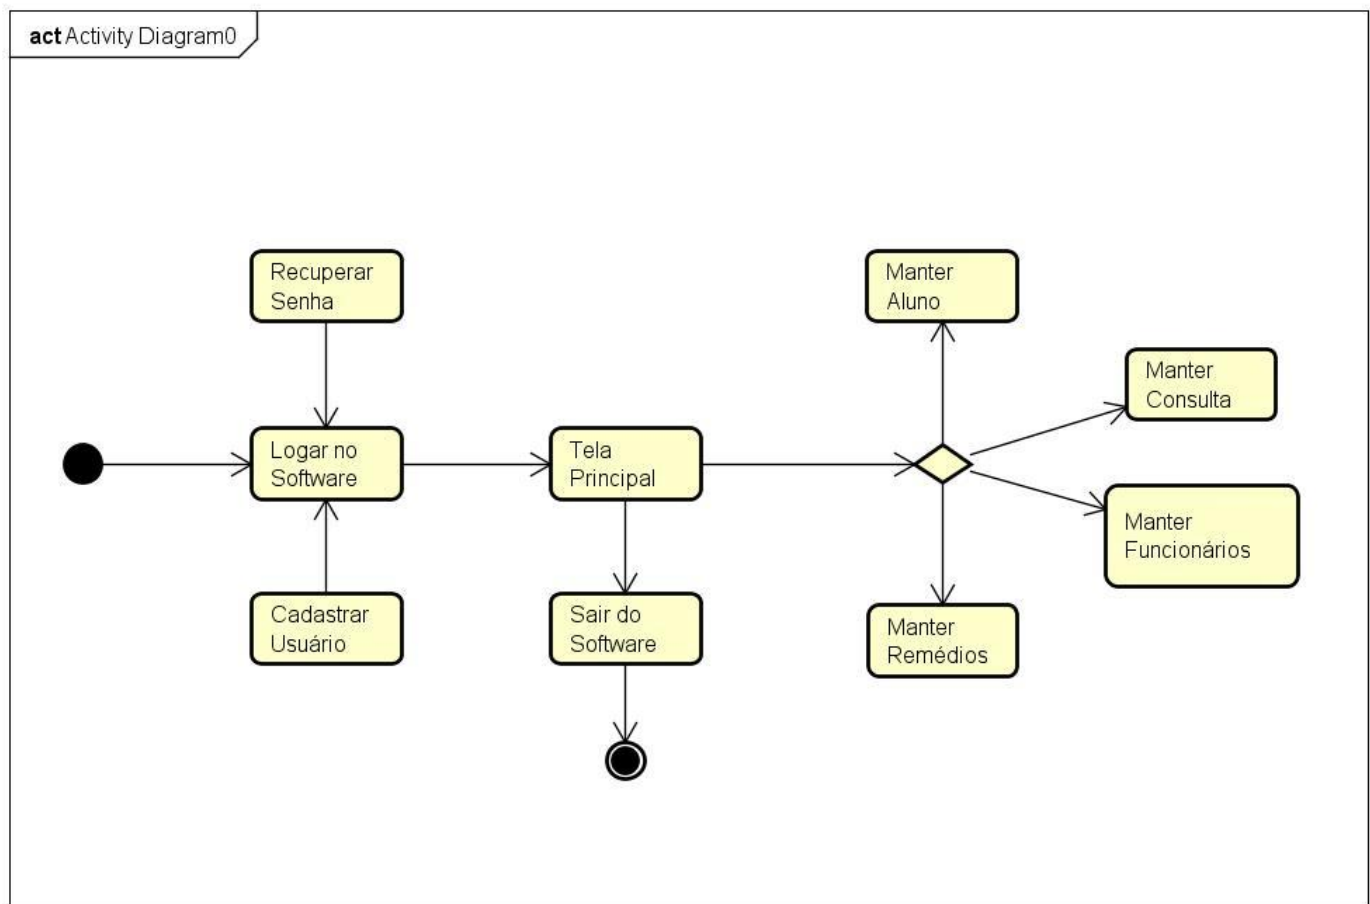 act Activity Diagram0
Recuperar
Senha
Manter
Aluno
Manter
Consulta
Logar no
Software
Tela
Principal
Manter
Funcionários
Cadastrar
Usuário
Sair do
Software
Manter
Remédios